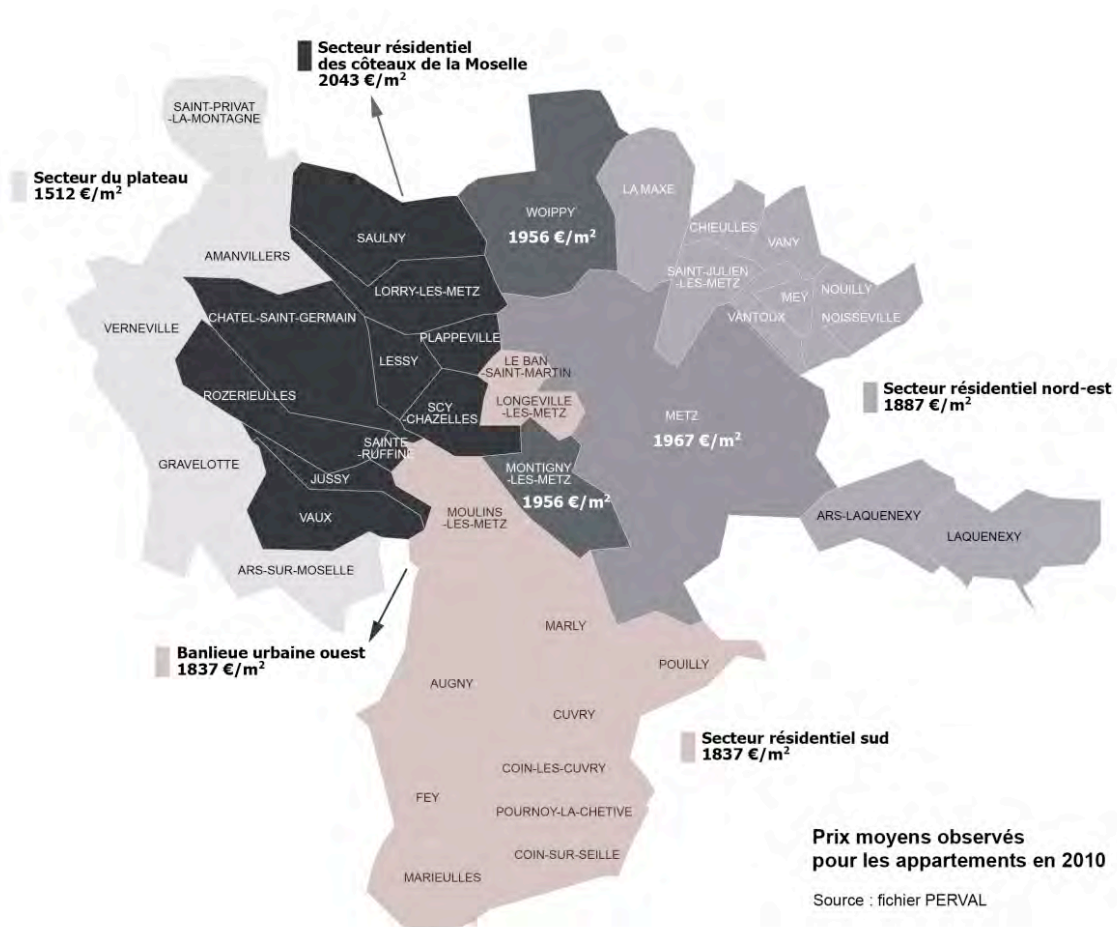 Secteur résidentiel
des côteaux de la Moselle
2043 €/m²
SAINT-PRIVAT
-LA-MONTAGNE
Secteur du plateau
1512 €/m²
LA MAXE
WOIPPY
1956 €/m²
CHIEULLES
VANY
SAULNY
AMANVILLERS
SAINT-JULIEN
-LES-METZ
LORRY-LES-METZ
MEY
NOUILLY
VERNEVILLE
CHATEL-SAINT-GERMAIN
VANTOUX
NOISSEVILLE
PLAPPEVILLE
LESSY
LE BAN
-SAINT-MARTIN
Secteur résidentiel nord-est
1887 €/m²
ROZERIEULLES
SCY
-CHAZELLES
LONGEVILLE
-LES-METZ
METZ
1967 €/m²
SAINTE
-RUFFINE
GRAVELOTTE
JUSSY
MONTIGNY
-LES-METZ
1956 €/m²
VAUX
MOULINS
-LES-METZ
ARS-LAQUENEXY
LAQUENEXY
ARS-SUR-MOSELLE
Banlieue urbaine ouest
1837 €/m²
MARLY
POUILLY
AUGNY
CUVRY
Secteur résidentiel sud
1837 €/m²
COIN-LES-CUVRY
FEY
POURNOY-LA-CHETIVE
COIN-SUR-SEILLE
MARIEULLES
Prix moyens observés
pour les appartements en 2010
Source : fichier PERVAL